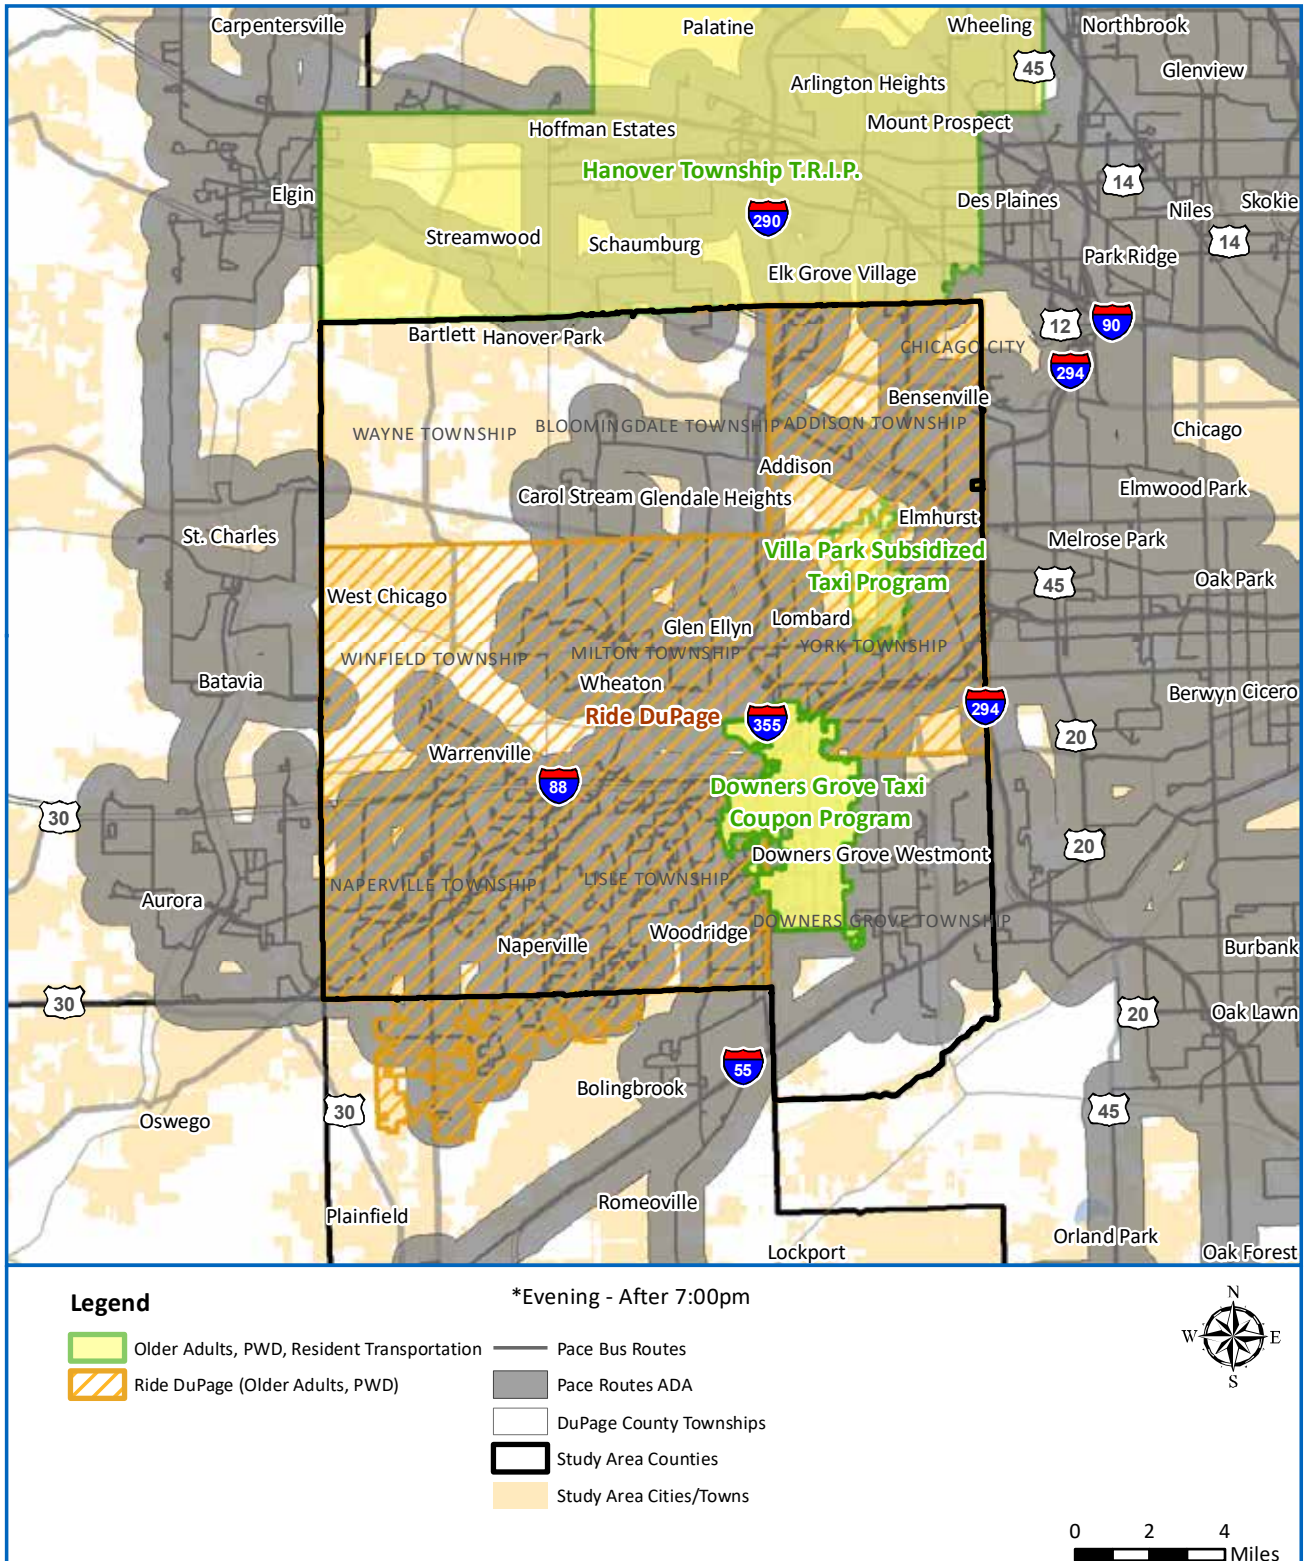 Carpentersville
Palatine
Wheeling
Northbrook
45
Glenview
Arlington Heights
Mount Prospect
Hoffman Estates
Hanover Township T.R.I.P.
14
Elgin
Des Plaines
Niles
Skokie
290
Streamwood
Schaumburg
14
Park Ridge
Elk Grove Village
12
90
Bartlett
Hanover Park
CHICAGO CITY
294
Bensenville
WAYNE TOWNSHIP
BLOOMINGDALE TOWNSHIP
ADDISON TOWNSHIP
Chicago
Addison
Carol Stream
Glendale Heights
Elmwood Park
Elmhurst
St. Charles
Melrose Park
Villa Park Subsidized
Taxi Program
45
Oak Park
West Chicago
Lombard
Glen Ellyn
WINFIELD TOWNSHIP
MILTON TOWNSHIP
YORK TOWNSHIP
Batavia
Wheaton
Berwyn
Cicero
Ride DuPage
355
294
20
Warrenville
88
Downers Grove Taxi
Coupon Program
30
20
Downers Grove
Westmont
NAPERVILLE TOWNSHIP
LISLE TOWNSHIP
Aurora
DOWNERS GROVE TOWNSHIP
Woodridge
Naperville
Burbank
30
20
Oak Lawn
55
Bolingbrook
30
45
Oswego
Romeoville
Plainfield
Orland Park
Lockport
Oak Forest
Legend
*Evening - After 7:00pm
Older Adults, PWD, Resident Transportation
Ride DuPage (Older Adults, PWD)
Pace Bus Routes
Pace Routes ADA
DuPage County Townships
Study Area Counties
Study Area Cities/Towns
N
W
E
S
0 2 4
Miles